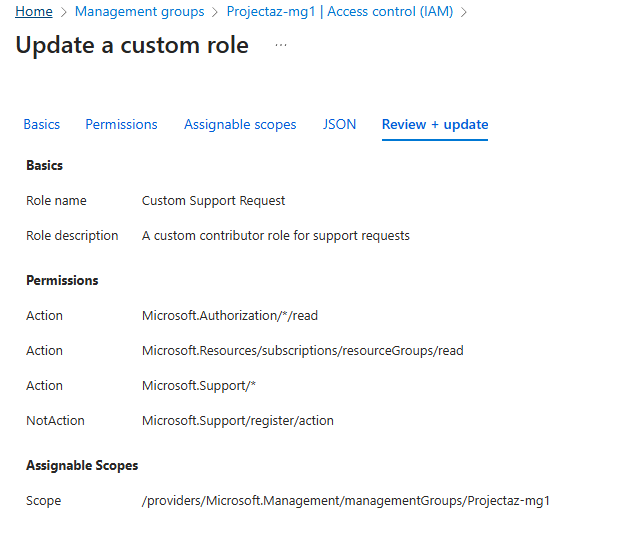 Home > Management groups > Projectaz-mg1 | Access control (IAM) >
Update a custom role ...
Basics Permissions Assignable scopes JSON Review + update
Basics
Role name Custom Support Request
Role description A custom contributor role for support requests
Permissions
Action Microsoft.Authorization/*/read
Action Microsoft.Resources/subscriptions/resourceGroups/read
Action Microsoft.Support/*
NotAction Microsoft.Support/register/action
Assignable Scopes
Scope /providers/Microsoft.Management/managementGroups/Projectaz-mg1